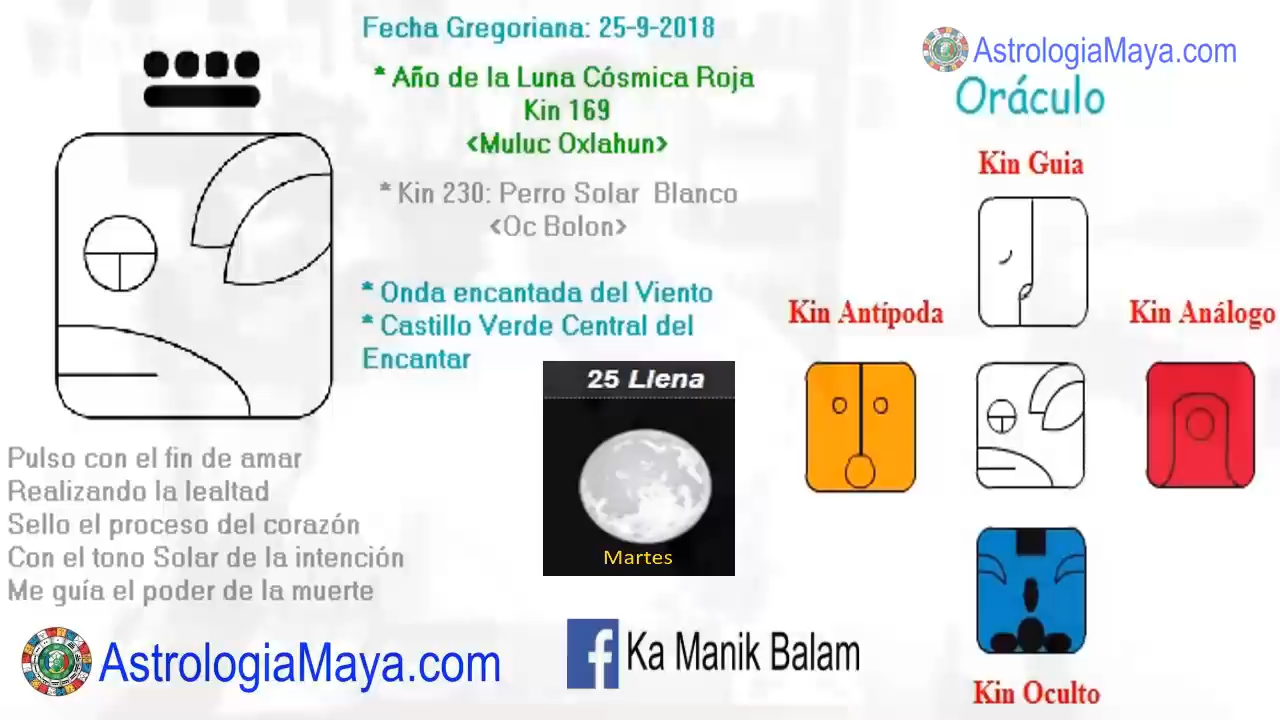 Fecha Gregoriana: 25-9-2018
* Año de la Luna Cósmica Roja
Kin 169
<Muluc Oxlahun>
* Kin 230: Perro Solar Blanco
<Oc Bolon>
* Onda encantada del Viento
* Castillo Verde Central del
Encantar
25 Llena
Martes
Pulso con el fin de amar
Realizando la lealtad
Sello el proceso del corazón
Con el tono Solar de la intención
Me guía el poder de la muerte
AstrologiaMaya.com
Ka Manik Balam
AstrologiaMaya.com
Oráculo
Kin Guia
Kin Antípoda
Kin Análogo
Kin Oculto